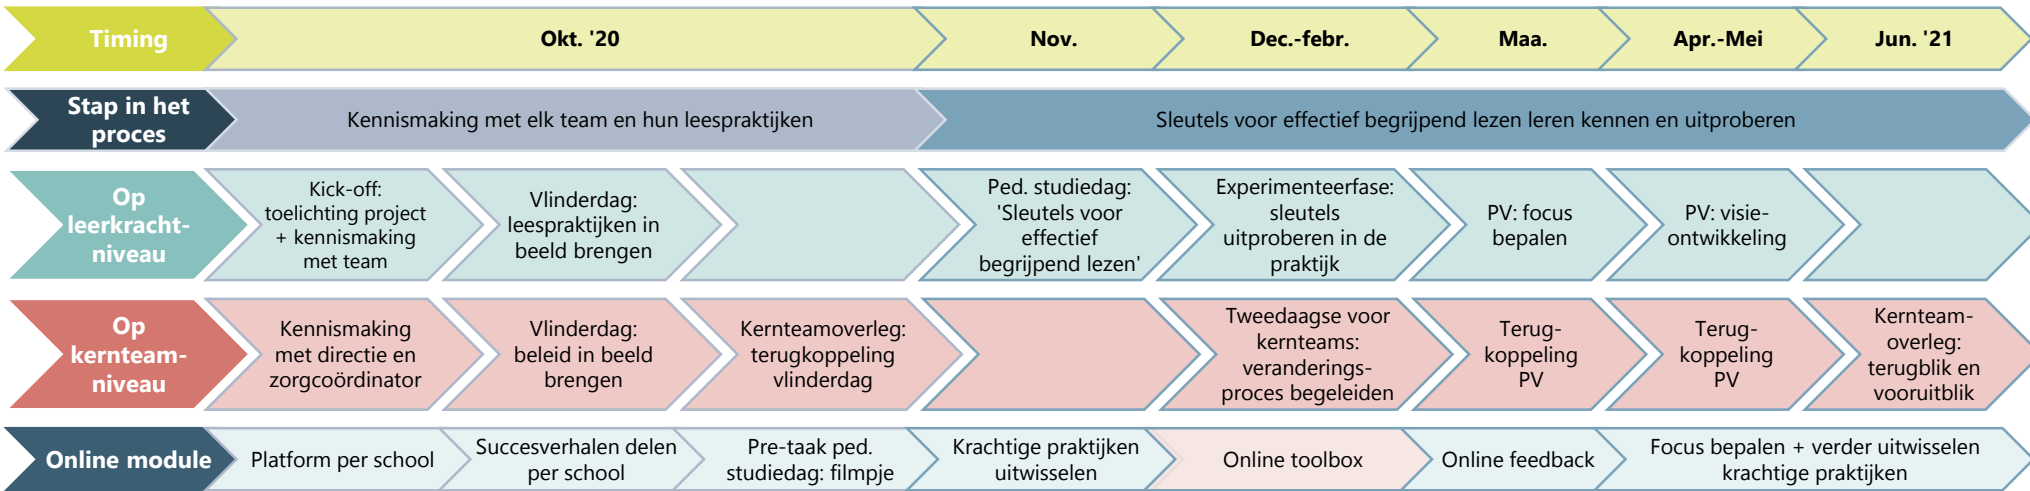 Timing
Okt. '20
Nov.
Dec.-febr.
Maa.
Apr.-Mei
Jun. '21
Stap in het
proces
Kennismaking met elk team en hun leespraktijken
Sleutels voor effectief begrijpend lezen leren kennen en uitproberen
Op
leerkracht-
niveau
Kick-off:
toelichting project
+ kennismaking
met team
Vlinderdag:
leespraktijken in
beeld brengen
Ped. studiedag:
'Sleutels voor
effectief
begrijpend lezen'
Experimenteerfase:
sleutels
uitproberen in de
praktijk
PV: focus
bepalen
PV: visie-
ontwikkeling
Op
kernteam-
niveau
Kennismaking
met directie en
zorgcoördinator
Vlinderdag:
beleid in beeld
brengen
Kernteamoverleg:
terugkoppeling
vlinderdag
Tweedaagse voor
kernteams:
veranderings-
proces begeleiden
Terug-
koppeling
PV
Terug-
koppeling
PV
Kernteam-
overleg:
terugblik en
vooruitblik
Online module
Platform per school
Succesverhalen delen
per school
Pre-taak ped.
studiedag: filmpje
Krachtige praktijken
uitwisselen
Online toolbox
Online feedback
Focus bepalen + verder uitwisselen
krachtige praktijken